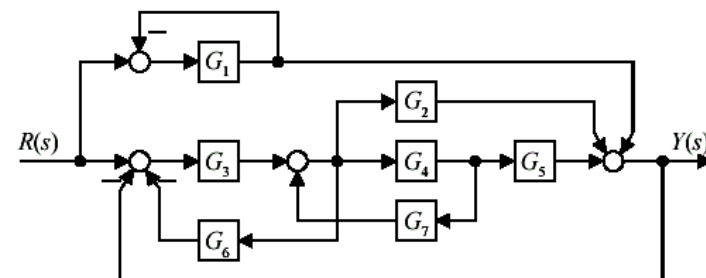 −
G₁
G₂
R(s) − − G₃ G₄ G₅ Y(s)
G₆ G₇